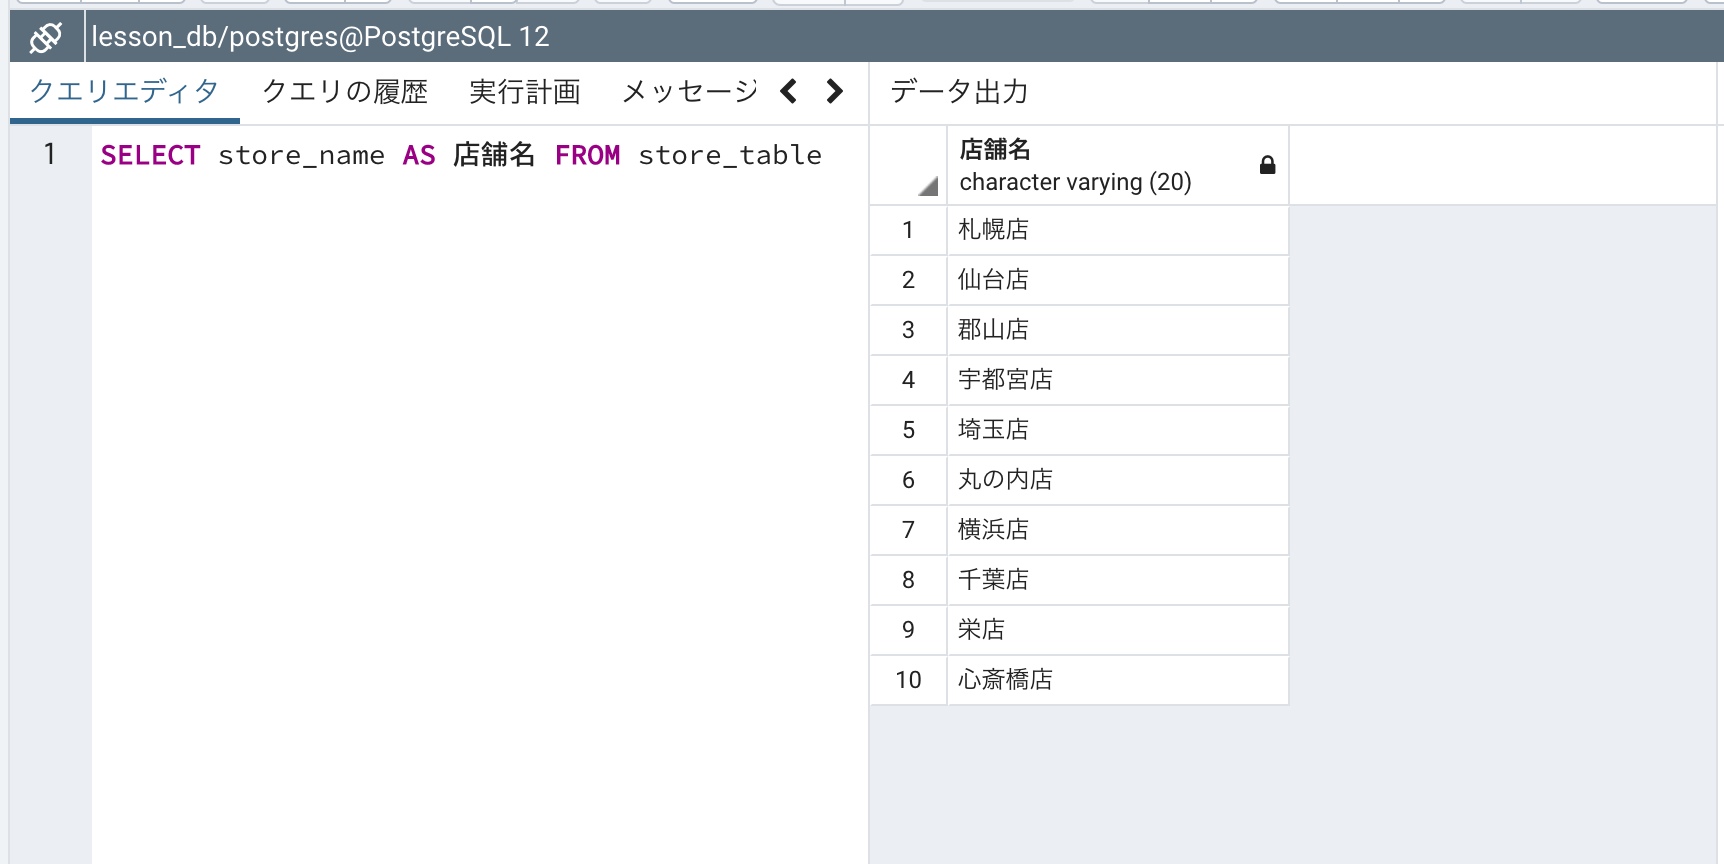 lesson_db/postgres@PostgreSQL 12
クエリエディタ クエリの履歴 実行計画 メッセージ
1 SELECT store_name AS 店舗名 FROM store_table
データ出力
店舗名
character varying (20)
1 札幌店
2 仙台店
3 郡山店
4 宇都宮店
5 埼玉店
6 丸の内店
7 横浜店
8 千葉店
9 栄店
10 心斎橋店